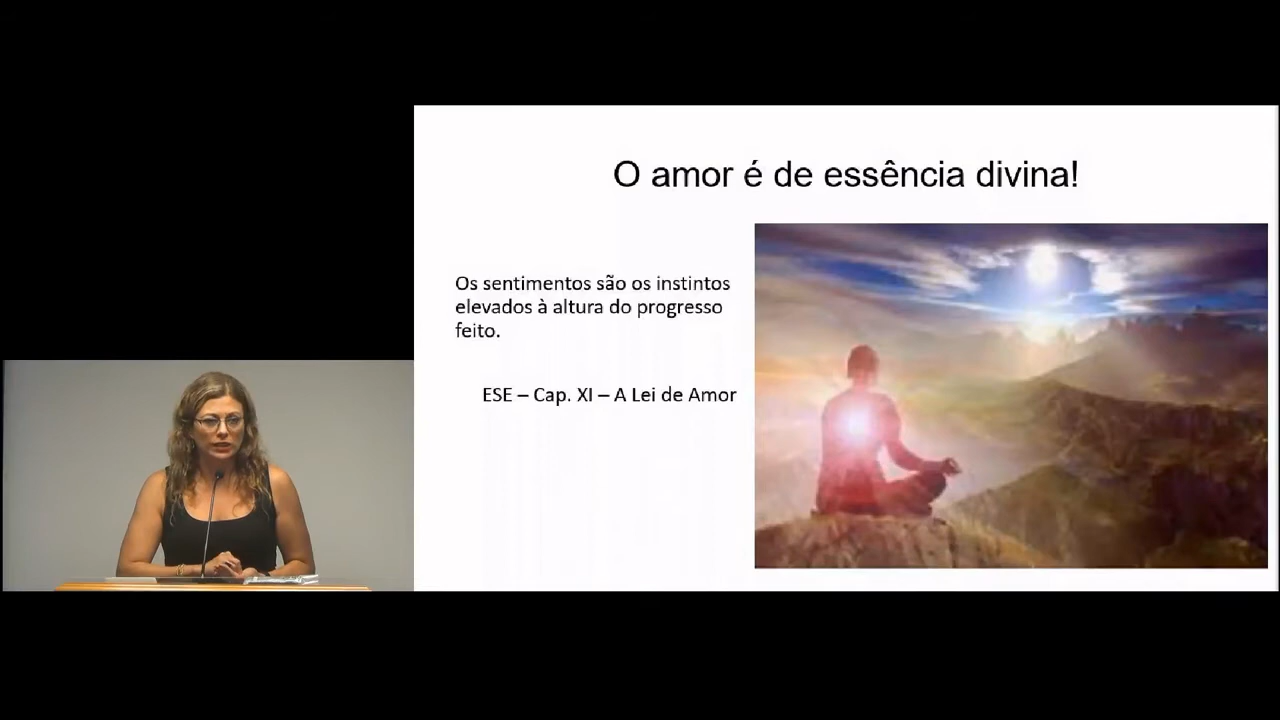 O amor é de essência divina!
Os sentimentos são os instintos
elevados à altura do progresso
feito.
ESE – Cap. XI – A Lei de Amor